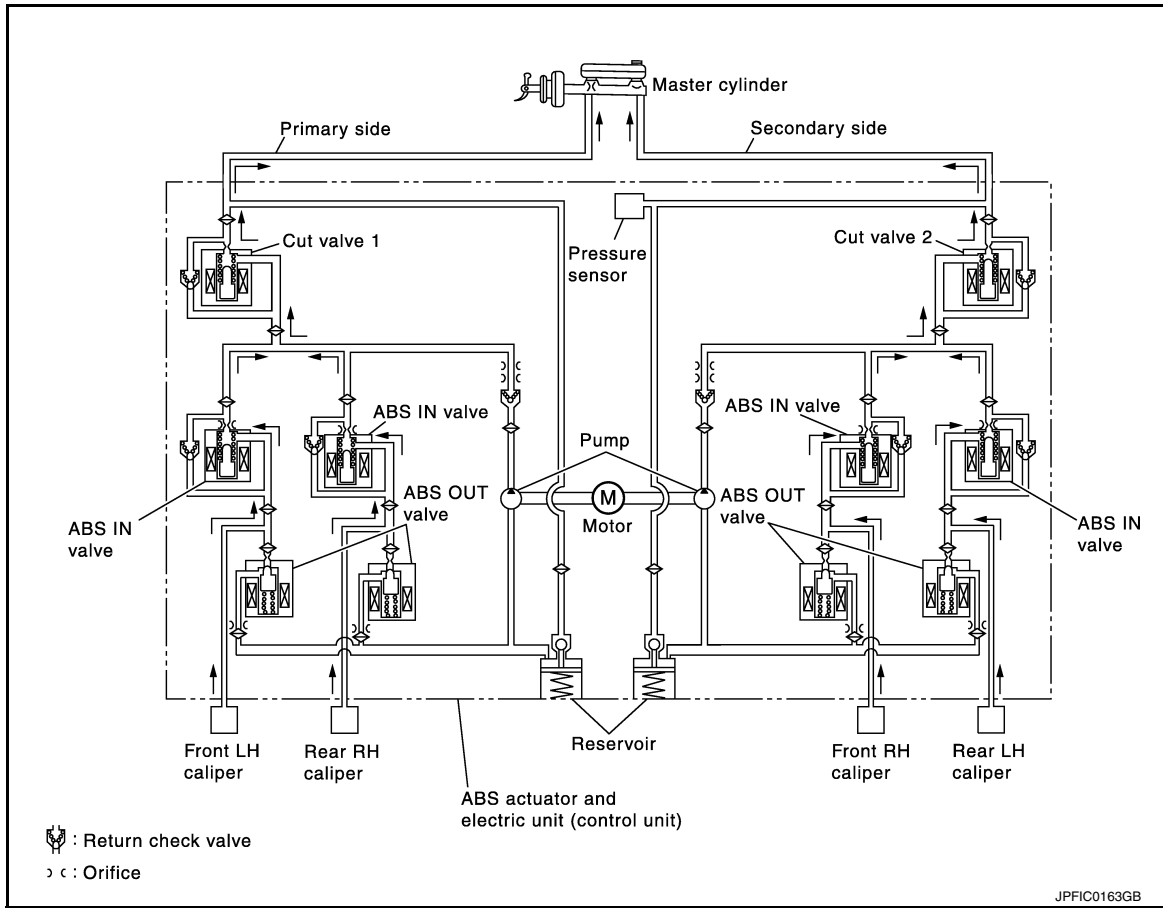 Master cylinder
Primary side
Secondary side
Cut valve 1
Pressure
sensor
Cut valve 2
ABS IN valve
ABS IN valve
Pump
ABS OUT
valve
M
Motor
ABS OUT
valve
ABS IN
valve
ABS IN
valve
Front LH
caliper
Rear RH
caliper
Reservoir
Front RH
caliper
Rear LH
caliper
ABS actuator and
electric unit (control unit)
: Return check valve
: Orifice
JPFIC0163GB